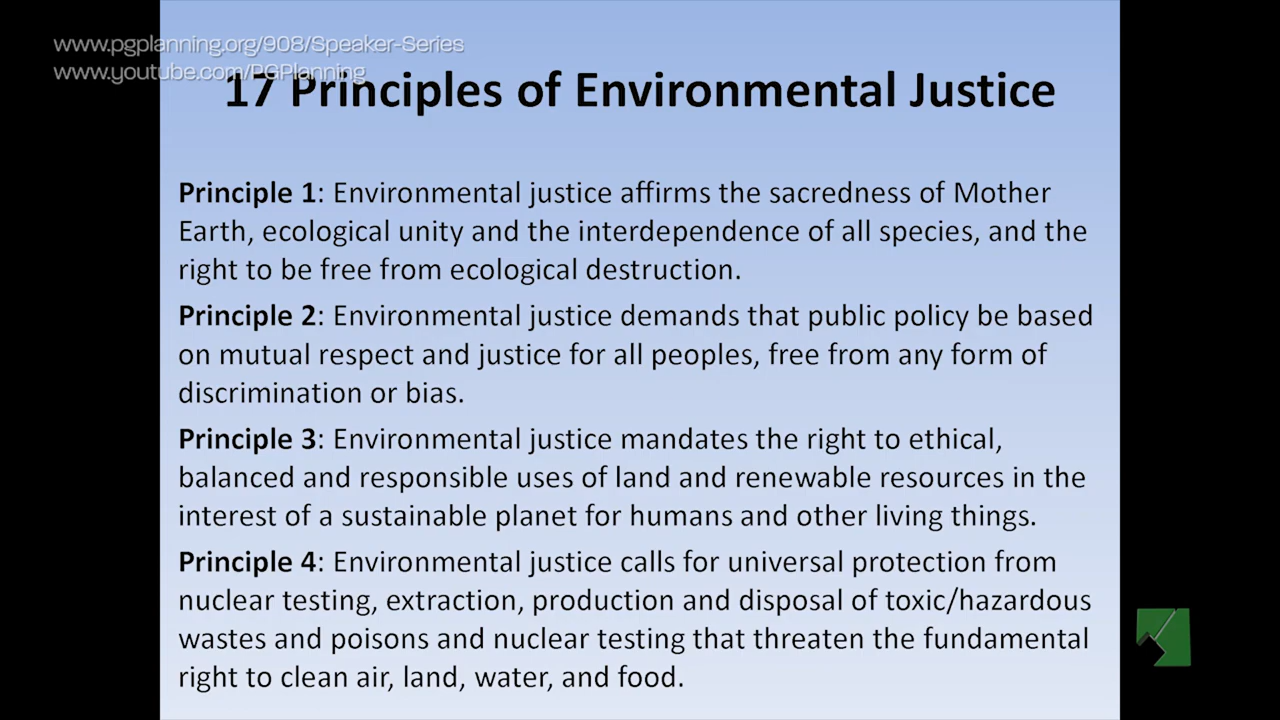 www.pgplanning.org/908/Speaker-Series
www.youtube.com/PGPlanning
17 Principles of Environmental Justice
Principle 1: Environmental justice affirms the sacredness of Mother
Earth, ecological unity and the interdependence of all species, and the
right to be free from ecological destruction.
Principle 2: Environmental justice demands that public policy be based
on mutual respect and justice for all peoples, free from any form of
discrimination or bias.
Principle 3: Environmental justice mandates the right to ethical,
balanced and responsible uses of land and renewable resources in the
interest of a sustainable planet for humans and other living things.
Principle 4: Environmental justice calls for universal protection from
nuclear testing, extraction, production and disposal of toxic/hazardous
wastes and poisons and nuclear testing that threaten the fundamental
right to clean air, land, water, and food.